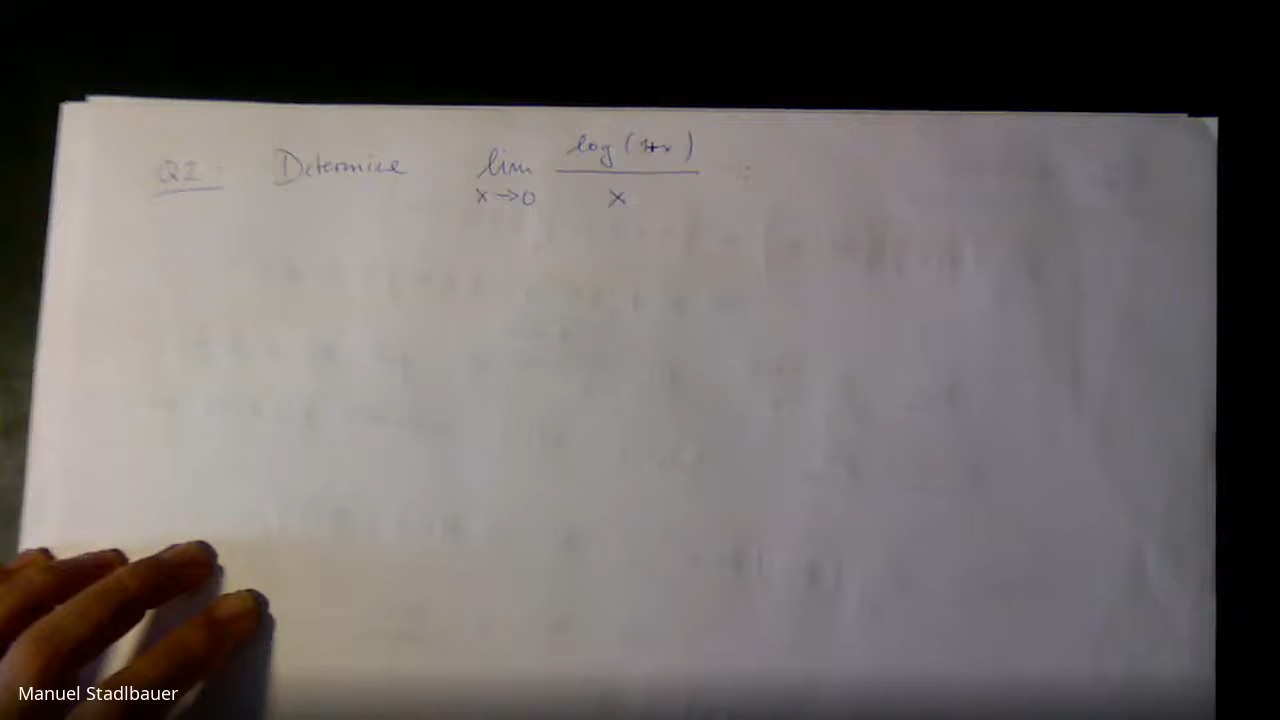 Q2: Determine lim x→0 log(1+x) / x :
Manuel Stadlbauer